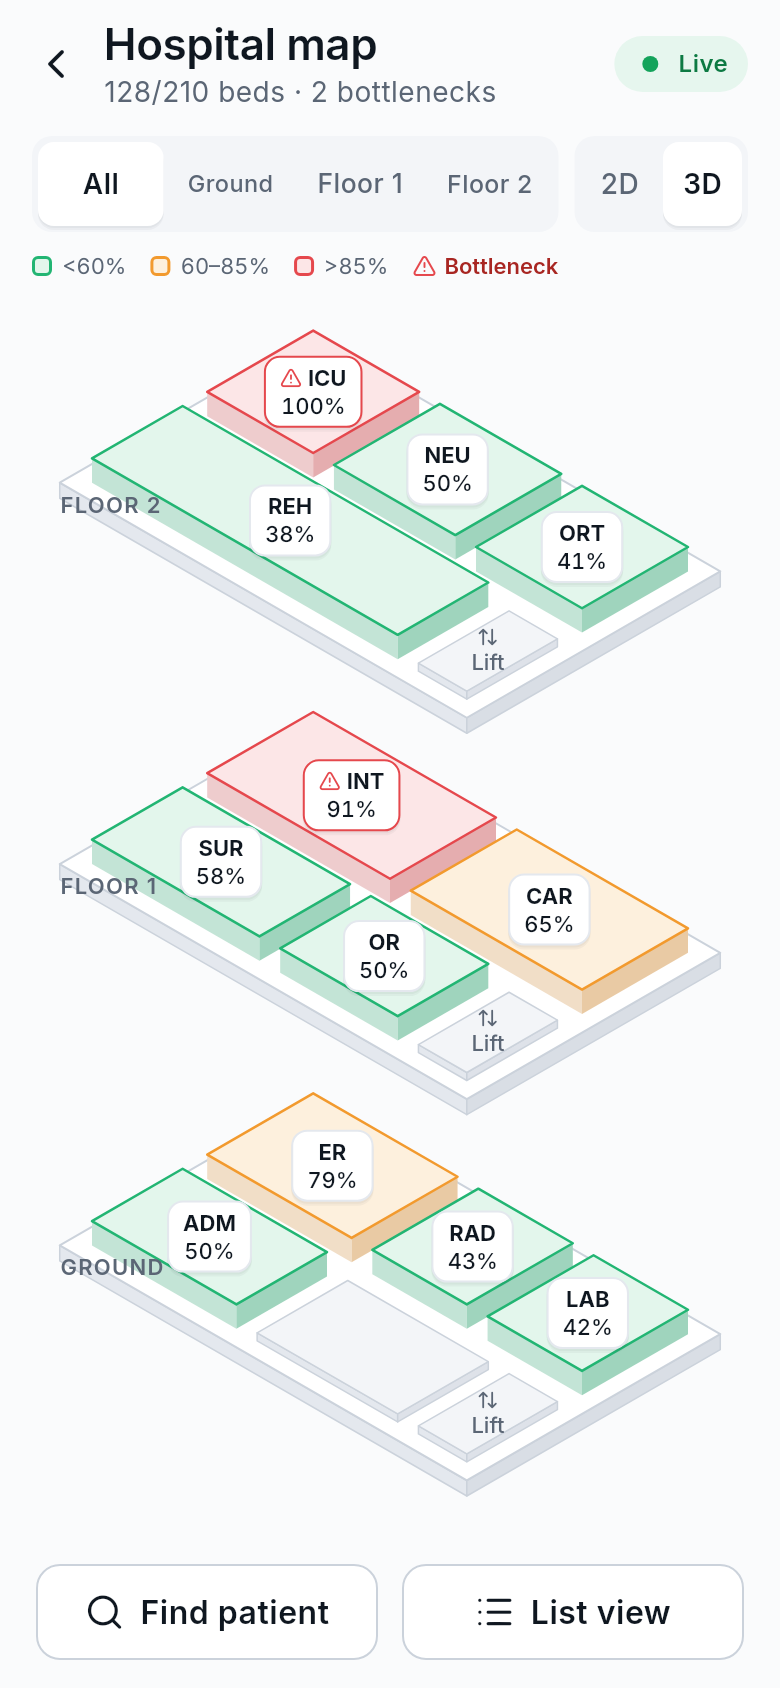 Hospital map
128/210 beds · 2 bottlenecks
Live
All
Ground
Floor 1
Floor 2
2D
3D
<60%
60–85%
>85%
Bottleneck
ICU
100%
NEU
50%
REH
38%
ORT
41%
FLOOR 2
Lift
INT
91%
SUR
58%
CAR
65%
FLOOR 1
OR
50%
Lift
ER
79%
ADM
50%
RAD
43%
GROUND
LAB
42%
Lift
Find patient
List view